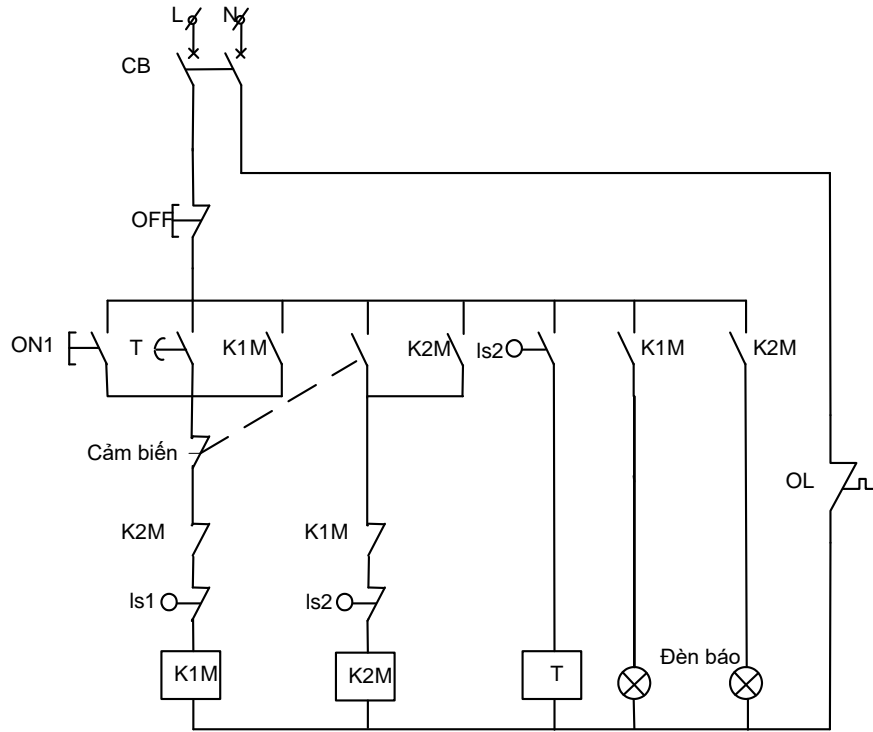 L N
CB
OFF
ON1 T K1M K2M ls2 K1M K2M
Cảm biến
OL
K2M K1M
ls1 ls2
Đèn báo
K1M K2M T